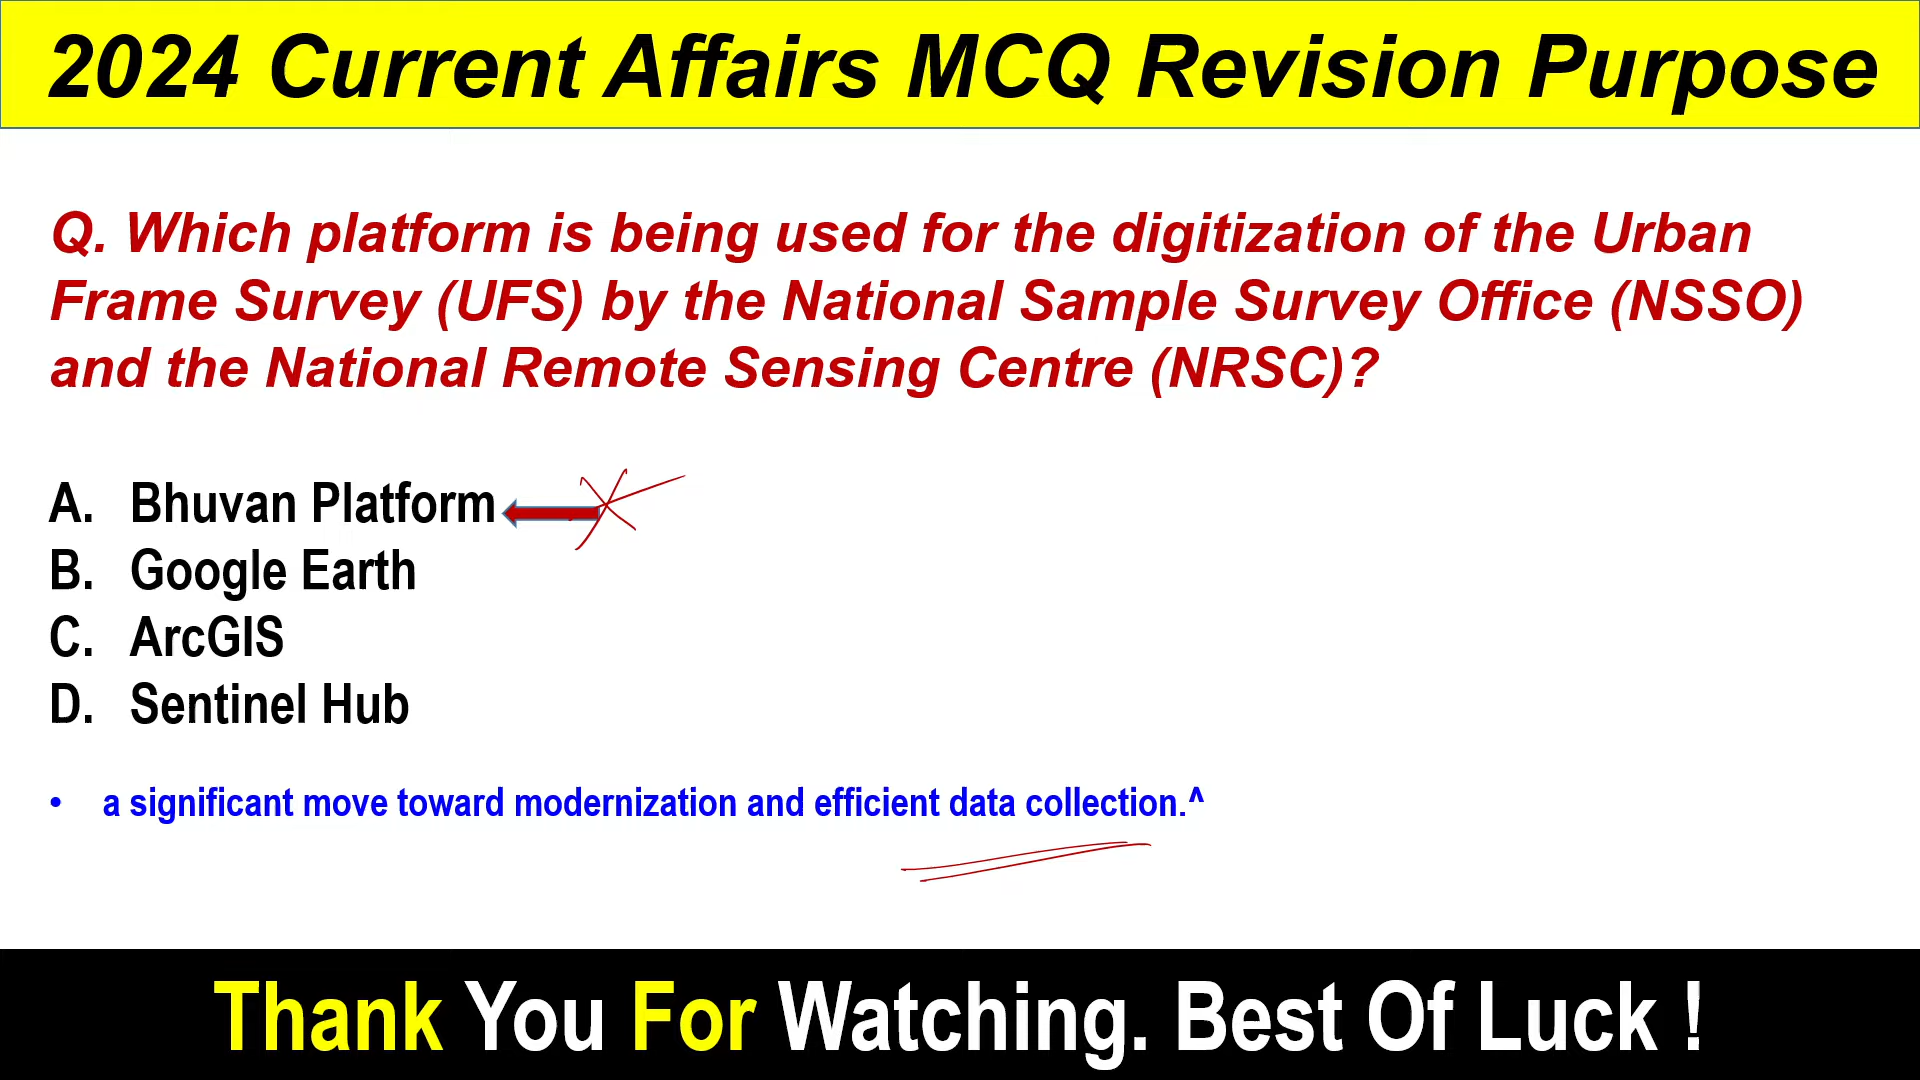 2024 Current Affairs MCQ Revision Purpose
Q. Which platform is being used for the digitization of the Urban
Frame Survey (UFS) by the National Sample Survey Office (NSSO)
and the National Remote Sensing Centre (NRSC)?
A. Bhuvan Platform
B. Google Earth
C. ArcGIS
D. Sentinel Hub
• a significant move toward modernization and efficient data collection.^
Thank You For Watching. Best Of Luck !